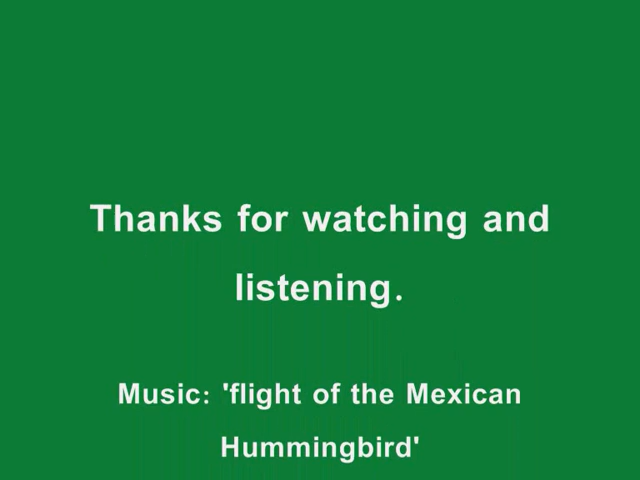 Thanks for watching and
listening.
Music: 'flight of the Mexican
Hummingbird'